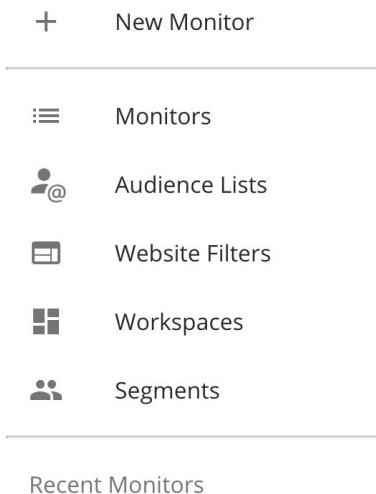 New Monitor
Monitors
@
Audience Lists
Website Filters
Workspaces
Segments
Recent Monitors